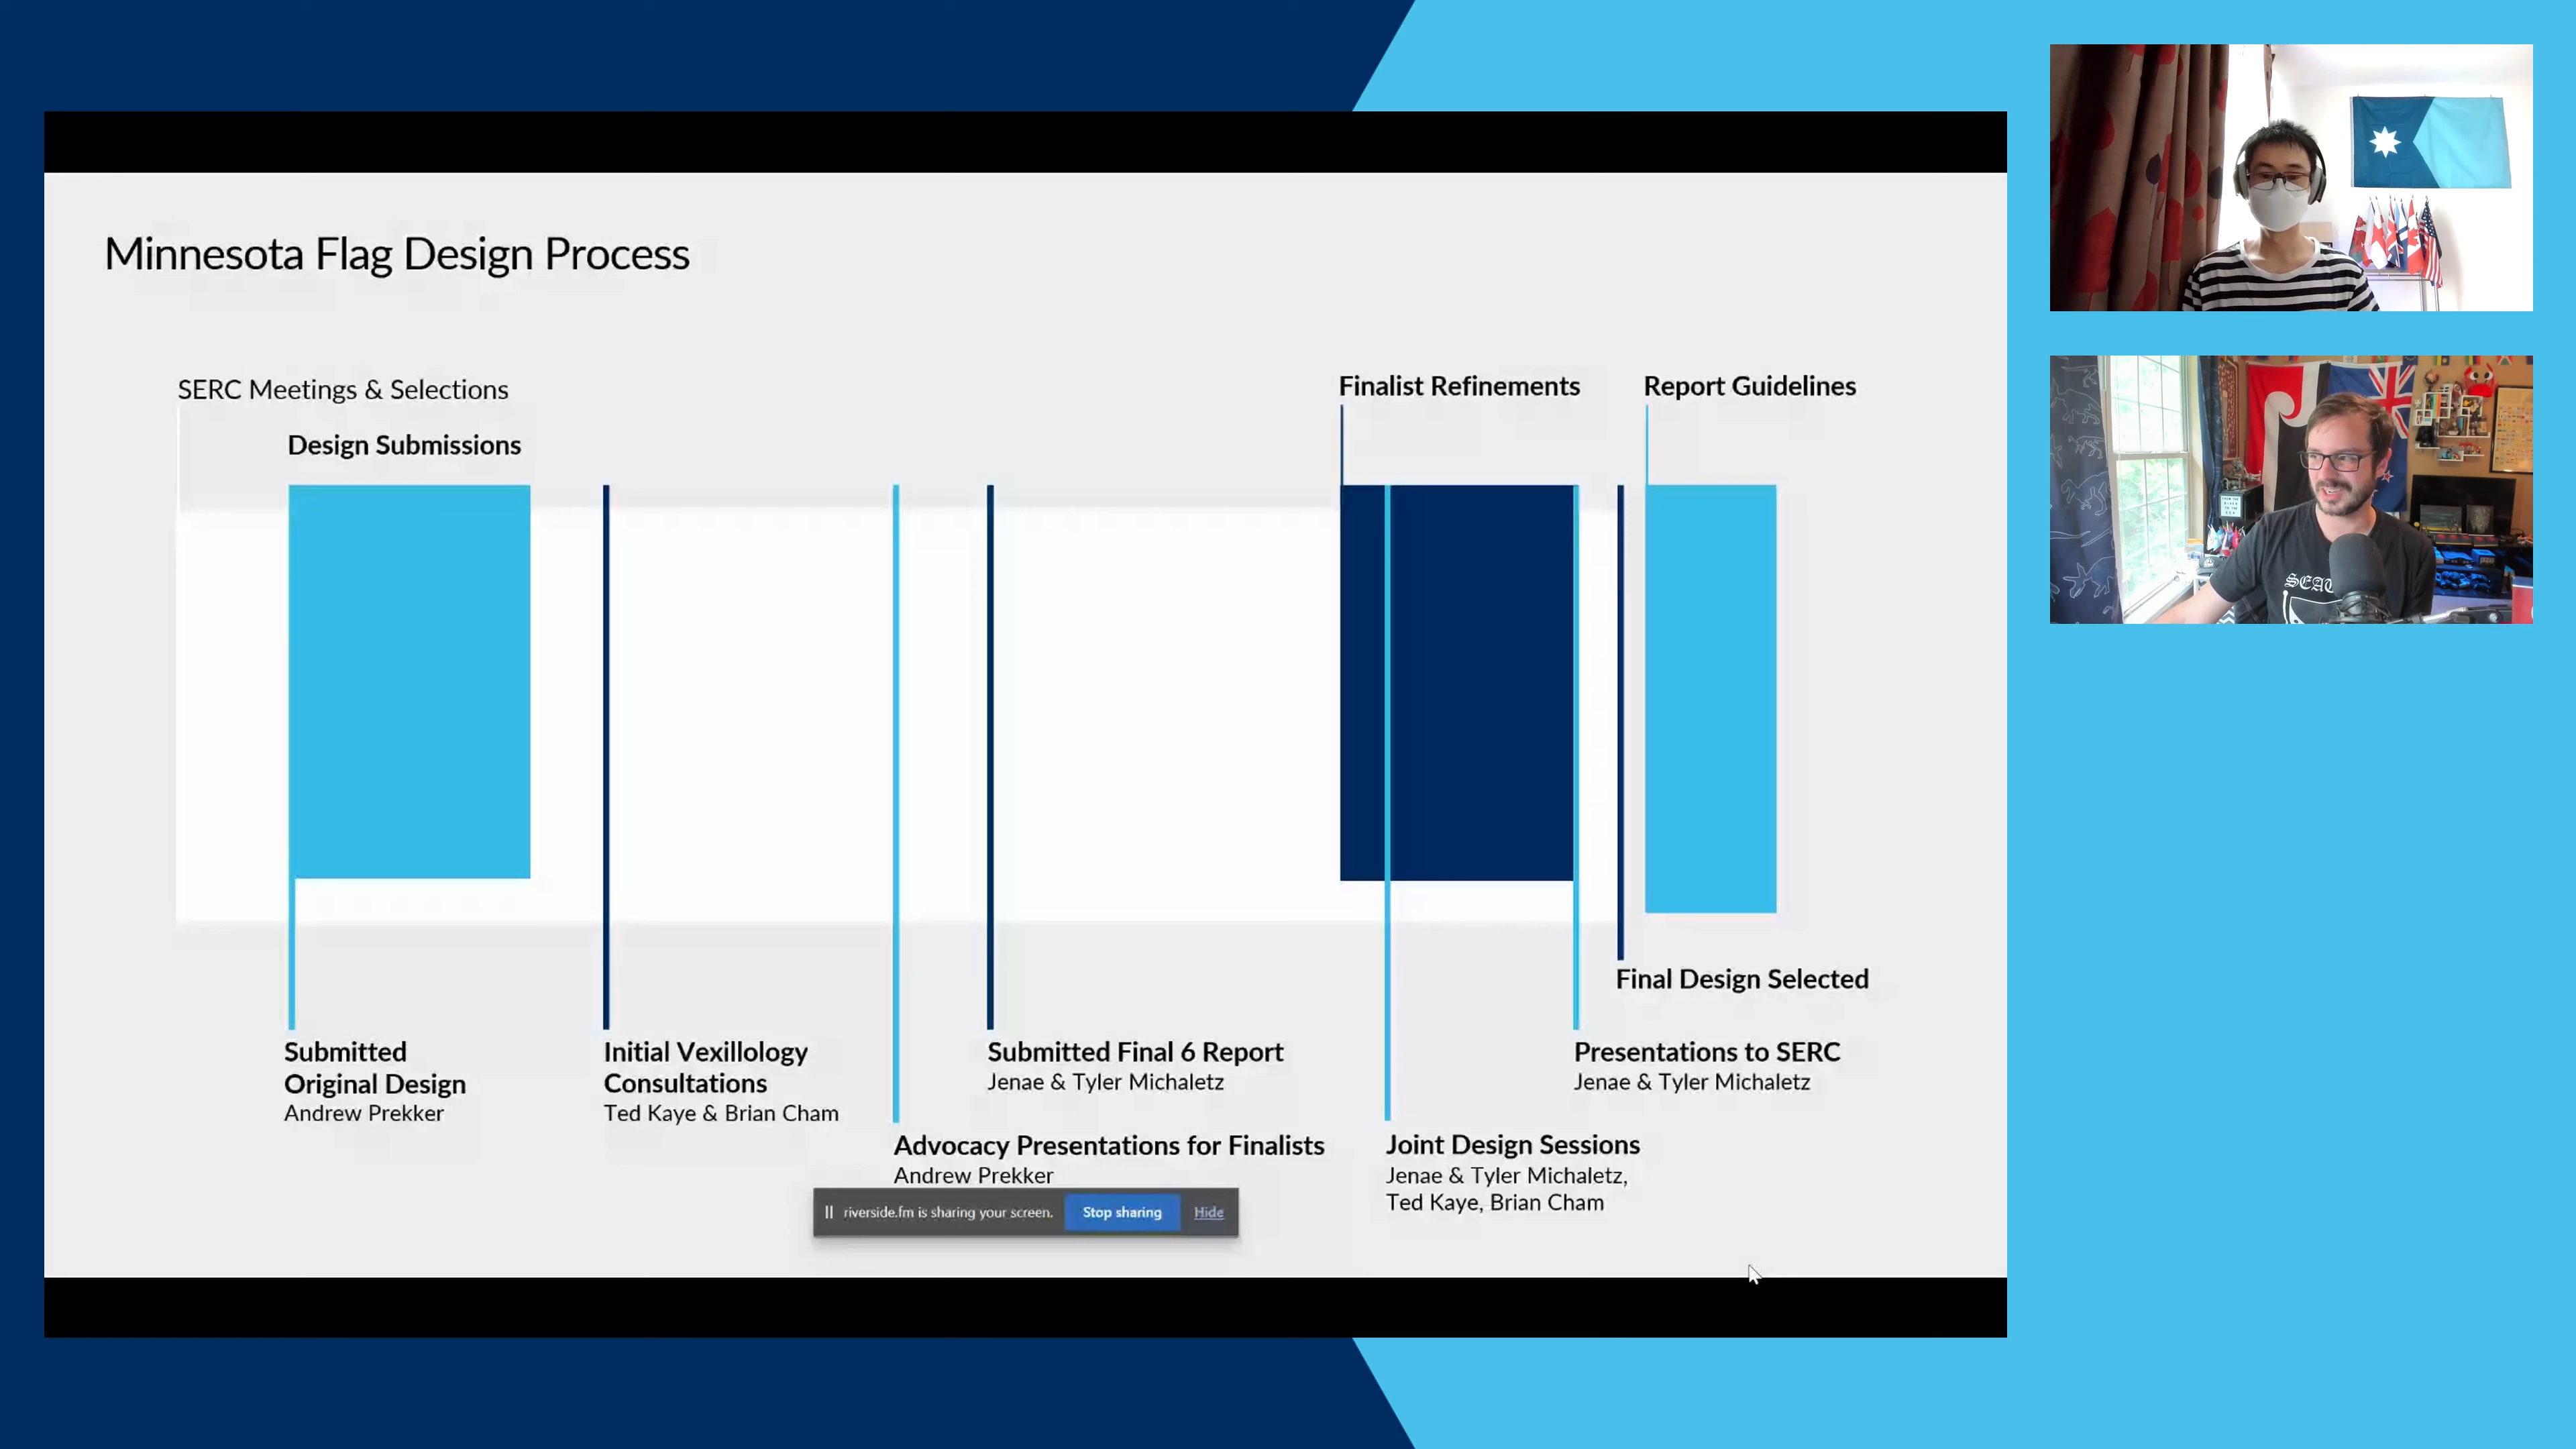 Minnesota Flag Design Process
SERC Meetings & Selections
Design Submissions
Finalist Refinements
Report Guidelines
Final Design Selected
Submitted
Original Design
Andrew Prekker
Initial Vexillology
Consultations
Ted Kaye & Brian Cham
Advocacy Presentations for Finalists
Andrew Prekker
Submitted Final 6 Report
Jenae & Tyler Michaletz
Joint Design Sessions
Jenae & Tyler Michaletz,
Ted Kaye, Brian Cham
Presentations to SERC
Jenae & Tyler Michaletz
riverside.fm is sharing your screen.
Stop sharing
Hide